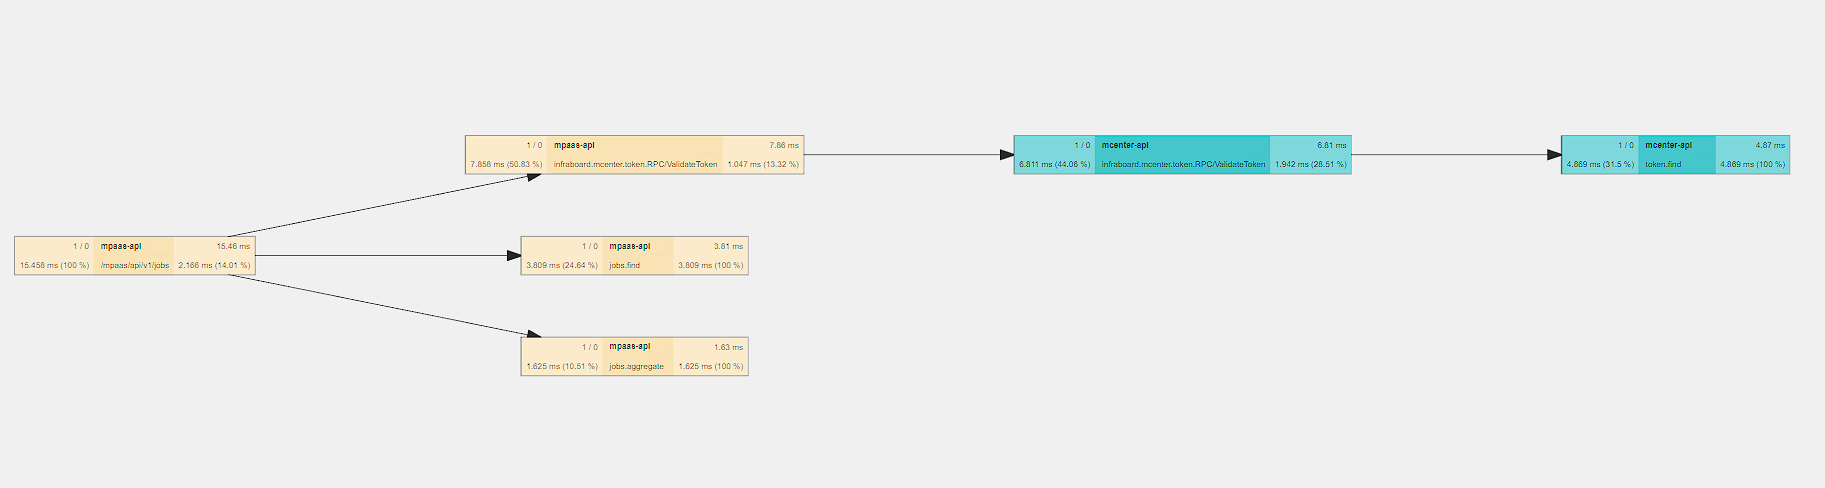 1 / 0 mpaas-api 7.86 ms
7.858 ms (50.83 %) infraboard.mcenter.token.RPC/ValidateToken 1.047 ms (13.32 %)
1 / 0 mcenter-api 6.81 ms
6.811 ms (44.06 %) infraboard.mcenter.token.RPC/ValidateToken 1.942 ms (28.51 %)
1 / 0 mcenter-api 4.87 ms
4.869 ms (31.5 %) token.find 4.869 ms (100 %)
1 / 0 mpaas-api 15.46 ms
15.458 ms (100 %) /mpaas/api/v1/jobs 2.166 ms (14.01 %)
1 / 0 mpaas-api 3.81 ms
3.809 ms (24.64 %) jobs.find 3.809 ms (100 %)
1 / 0 mpaas-api 1.63 ms
1.625 ms (10.51 %) jobs.aggregate 1.625 ms (100 %)